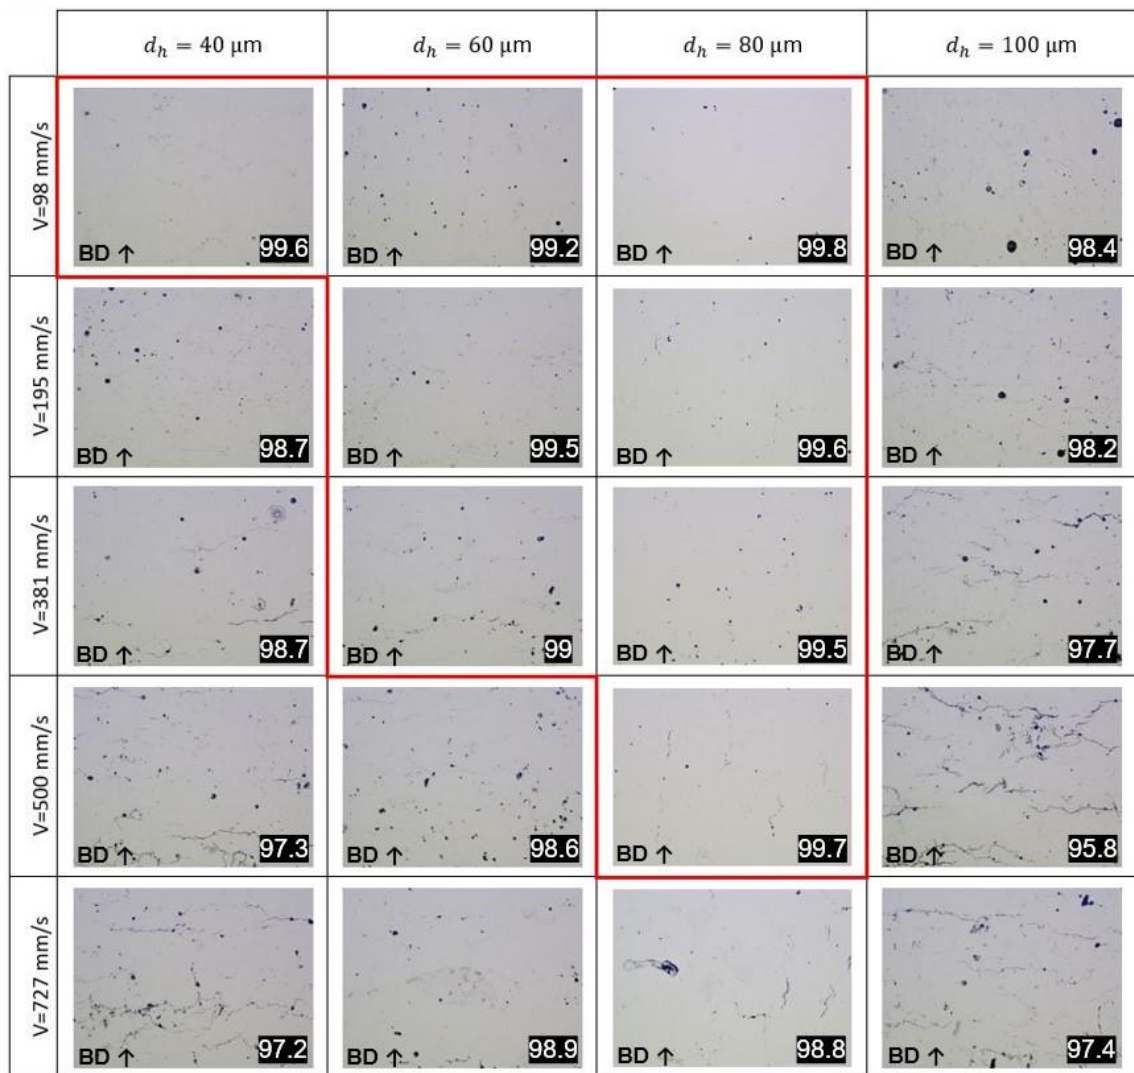 d_h = 40 μm d_h = 60 μm d_h = 80 μm d_h = 100 μm
V=98 mm/s
BD ↑ 99.6 BD ↑ 99.2 BD ↑ 99.8 BD ↑ 98.4
V=195 mm/s
BD ↑ 98.7 BD ↑ 99.5 BD ↑ 99.6 BD ↑ 98.2
V=381 mm/s
BD ↑ 98.7 BD ↑ 99 BD ↑ 99.5 BD ↑ 97.7
V=500 mm/s
BD ↑ 97.3 BD ↑ 98.6 BD ↑ 99.7 BD ↑ 95.8
V=727 mm/s
BD ↑ 97.2 BD ↑ 98.9 BD ↑ 98.8 BD ↑ 97.4